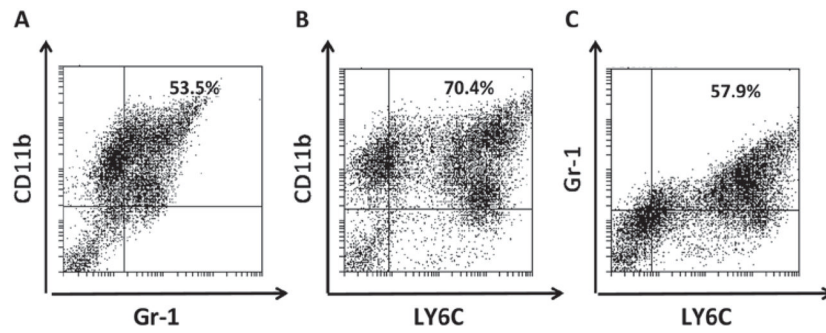 A
B
C
53.5%
70.4%
57.9%
CD11b
CD11b
Gr-1
Gr-1
LY6C
LY6C